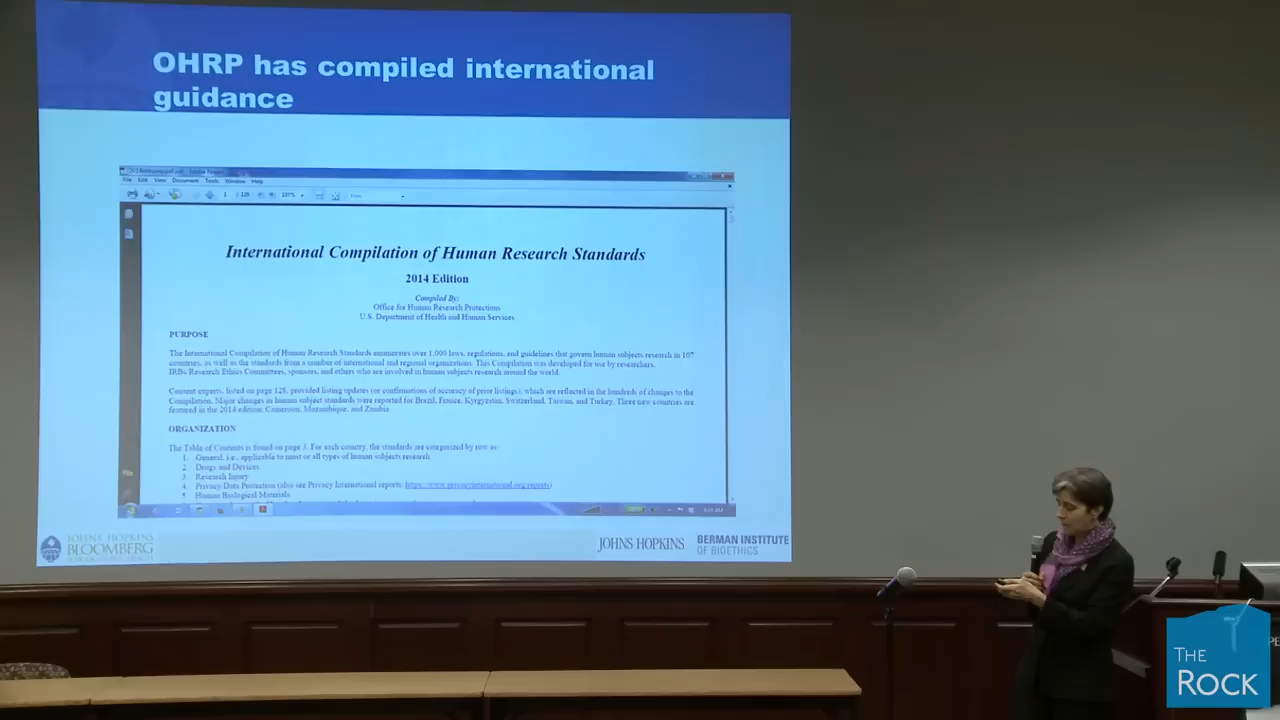 OHRP has compiled international
guidance
File Edit View Document Tools Window Help
1 / 128
International Compilation of Human Research Standards
2014 Edition
Compiled By:
Office for Human Research Protections
U.S. Department of Health and Human Services
PURPOSE
The International Compilation of Human Research Standards enumerates over 1,000 laws, regulations, and guidelines that govern human subjects research in 107
countries, as well as the standards from a number of international and regional organizations. This Compilation was developed for use by researchers,
IRBs/Research Ethics Committees, sponsors, and others who are involved in human subjects research around the world.
Content experts, listed on page 128, provided listing updates (or confirmations of accuracy of prior listings), which are reflected in the hundreds of changes to the
Compilation. Major changes in human subject standards were reported for Brazil, France, Kyrgyzstan, Switzerland, Taiwan, and Turkey. Three new countries are
featured in the 2014 edition: Cameroon, Mozambique, and Zambia.
ORGANIZATION
The Table of Contents is found on page 3. For each country, the standards are categorized by row as:
1. General, i.e., applicable to most or all types of human subjects research
2. Drugs and Devices
3. Research Injury
4. Privacy/Data Protection (also see Privacy International reports: https://www.privacyinternational.org/reports)
5. Human Biological Materials
JOHNS HOPKINS
BLOOMBERG
JOHNS HOPKINS
BERMAN INSTITUTE
OF BIOETHICS
THE
ROCK